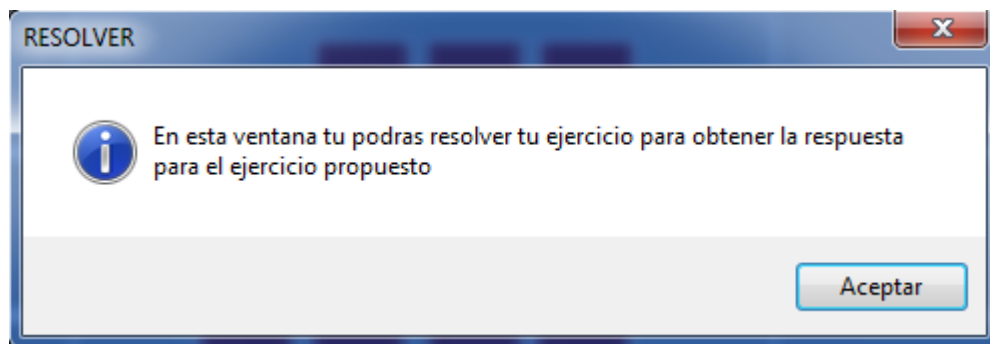 RESOLVER
En esta ventana tu podras resolver tu ejercicio para obtener la respuesta
para el ejercicio propuesto
Aceptar